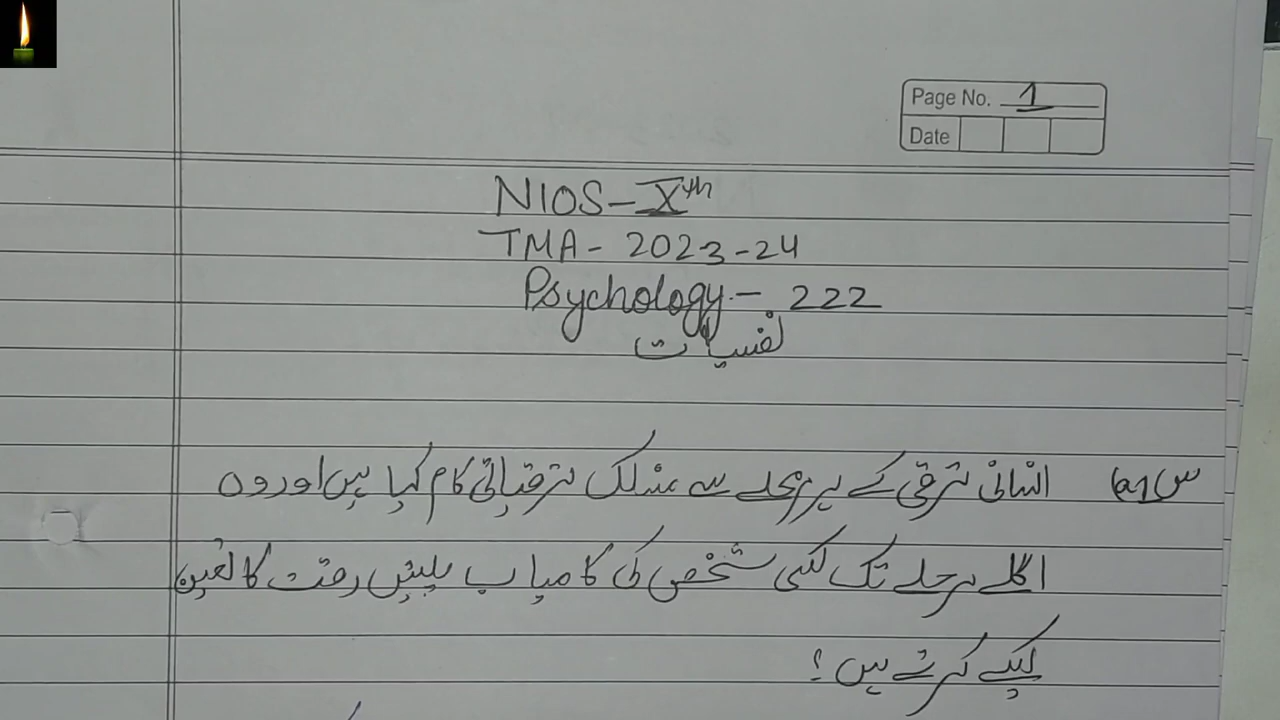 Page No. 1
Date
NIOS - Xth
TMA - 2023-24
Psychology - 222
نفسیات
س1 a) انسانی ترقی کے ہر مرحلے سے منسلک ترقیاتی کام کیا ہیں اور وہ
اگلے مرحلے تک کسی شخص کی کامیاب پیش رفت کا تعین
کیسے کرتے ہیں؟